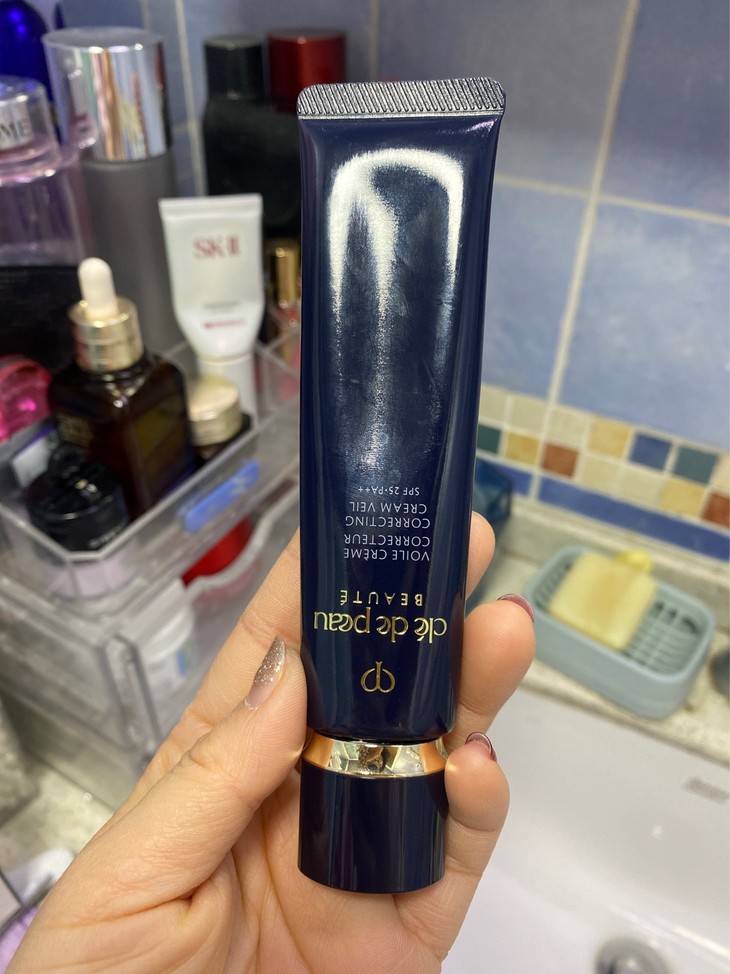 clé de peau
BEAUTÉ
VOILE CRÈME
CORRECTEUR
CORRECTING
CREAM VEIL
SPF 25·PA++
SK-II